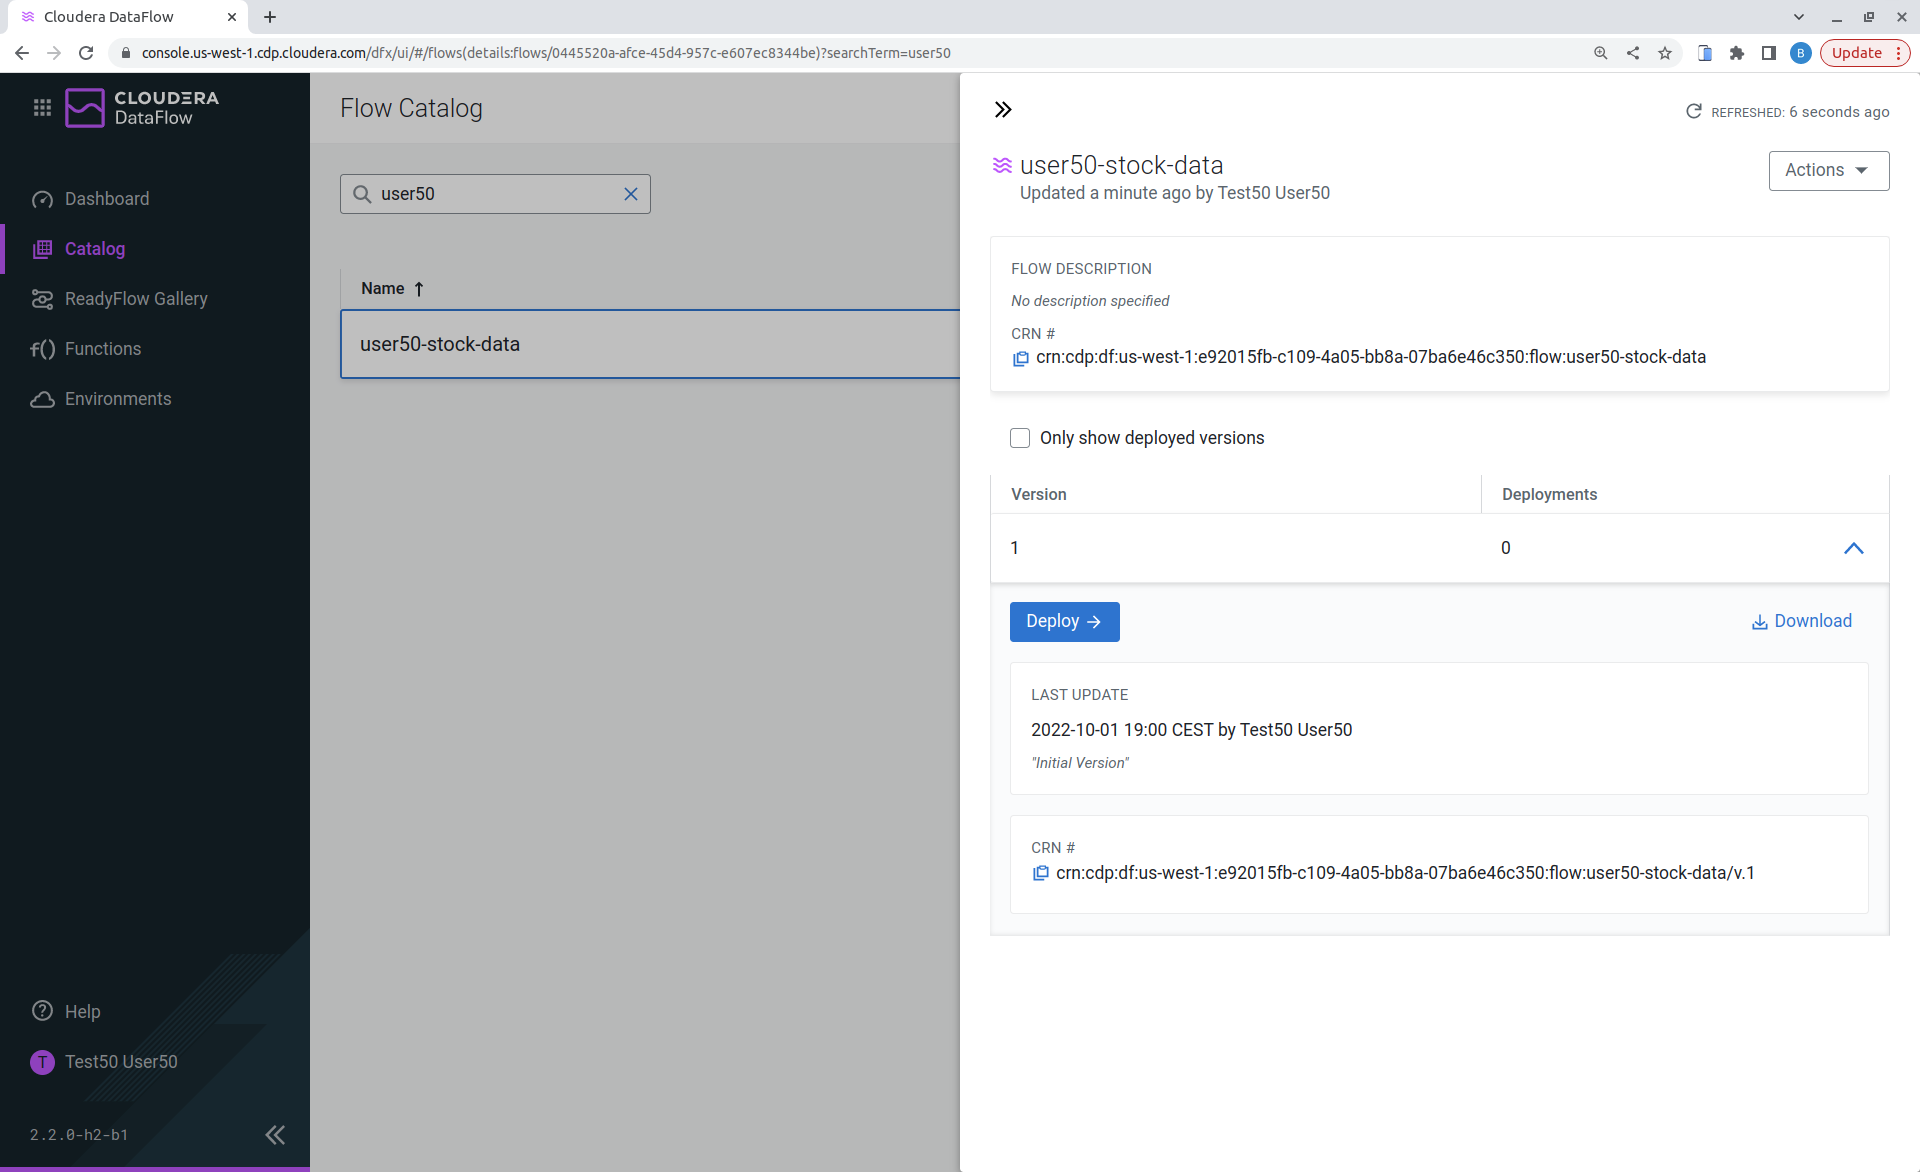 Cloudera DataFlow
console.us-west-1.cdp.cloudera.com/dfx/ui/#/flows(details:flows/0445520a-afce-45d4-957c-e607ec8344be)?searchTerm=user50
B
Update
CLOUDERA
DataFlow
Dashboard
Catalog
ReadyFlow Gallery
f() Functions
Environments
Help
T Test50 User50
2.2.0-h2-b1
Flow Catalog
user50
Name
user50-stock-data
REFRESHED: 6 seconds ago
user50-stock-data
Actions
Updated a minute ago by Test50 User50
FLOW DESCRIPTION
No description specified
CRN #
crn:cdp:df:us-west-1:e92015fb-c109-4a05-bb8a-07ba6e46c350:flow:user50-stock-data
Only show deployed versions
Version Deployments
1 0
Deploy Download
LAST UPDATE
2022-10-01 19:00 CEST by Test50 User50
"Initial Version"
CRN #
crn:cdp:df:us-west-1:e92015fb-c109-4a05-bb8a-07ba6e46c350:flow:user50-stock-data/v.1